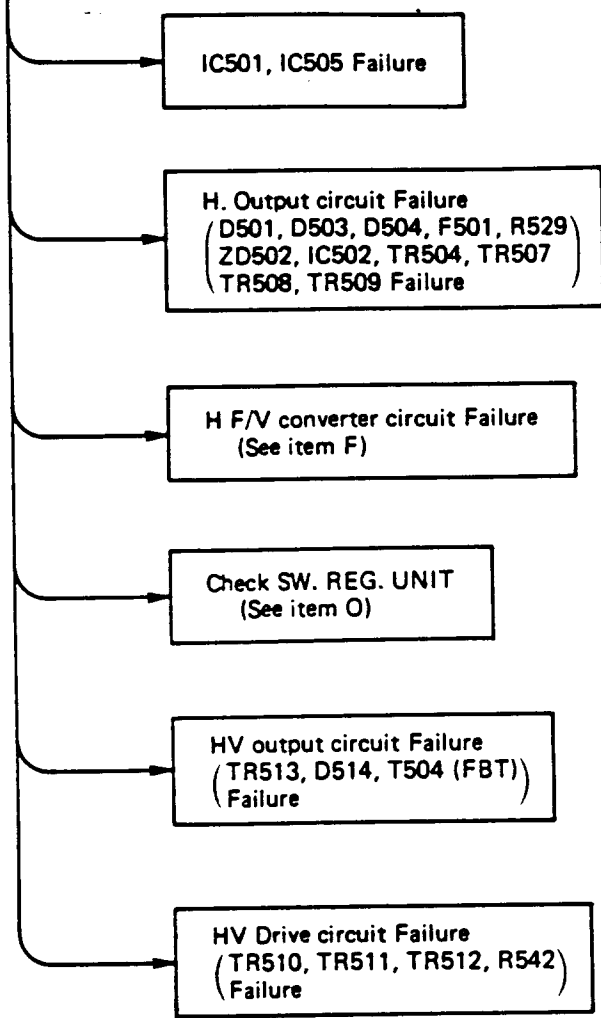 IC501, IC505 Failure
H. Output circuit Failure
(D501, D503, D504, F501, R529
ZD502, IC502, TR504, TR507
TR508, TR509 Failure)
H F/V converter circuit Failure
(See item F)
Check SW. REG. UNIT
(See item O)
HV output circuit Failure
(TR513, D514, T504 (FBT)
Failure)
HV Drive circuit Failure
(TR510, TR511, TR512, R542
Failure)